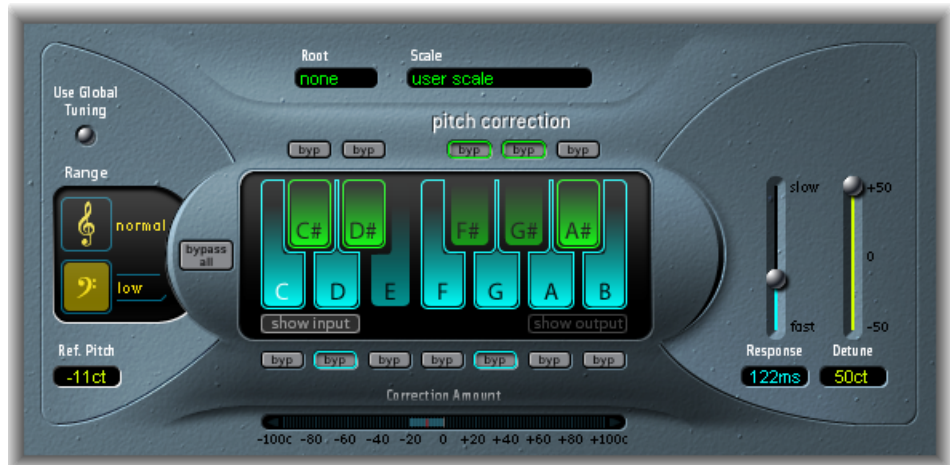 Root
Scale
none
user scale
Use Global
Tuning
pitch correction
byp
byp
byp
byp
byp
Range
normal
low
bypass
all
C#
D#
F#
G#
A#
C
D
E
F
G
A
B
show input
show output
slow
fast
+50
0
-50
Ref. Pitch
-11ct
byp
byp
byp
byp
byp
byp
byp
Response
Detune
122ms
50ct
Correction Amount
-100c -80 -60 -40 -20 0 +20 +40 +60 +80 +100c